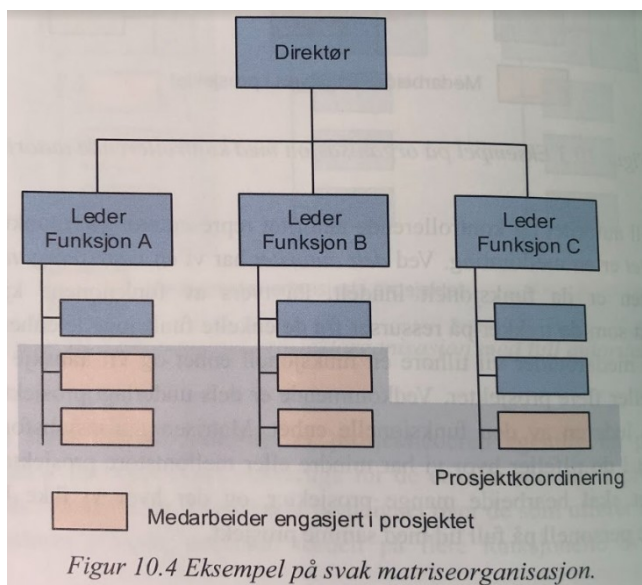 Direktør
Leder
Funksjon A
Leder
Funksjon B
Leder
Funksjon C
Prosjektkoordinering
Medarbeider engasjert i prosjektet
Figur 10.4 Eksempel på svak matriseorganisasjon.